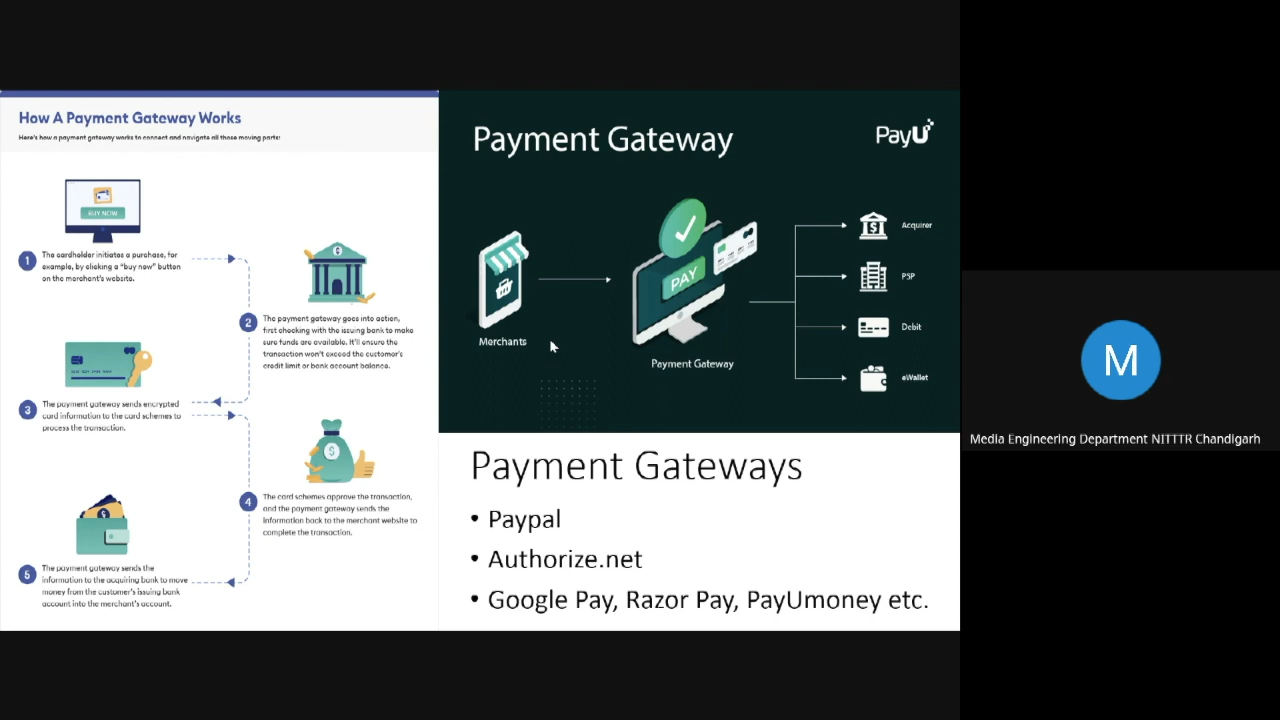 How A Payment Gateway Works
Here's how a payment gateway works to connect and navigate all those moving parts:
BUY NOW
1
The cardholder initiates a purchase, for
example, by clicking a "buy now" button
on the merchant's website.
2
The payment gateway goes into action,
first checking with the issuing bank to make
sure funds are available. It'll ensure the
transaction won't exceed the customer's
credit limit or bank account balance.
3
The payment gateway sends encrypted
card information to the card schemes to
process the transaction.
4
The card schemes approve the transaction,
and the payment gateway sends the
information back to the merchant website to
complete the transaction.
5
The payment gateway sends the
information to the acquiring bank to move
money from the customer's issuing bank
account into the merchant's account.
Payment Gateway
PayU
Merchants
PAY
Payment Gateway
Acquirer
PSP
Debit
eWallet
Payment Gateways
• Paypal
• Authorize.net
• Google Pay, Razor Pay, PayUmoney etc.
M
Media Engineering Department NITTTR Chandigarh